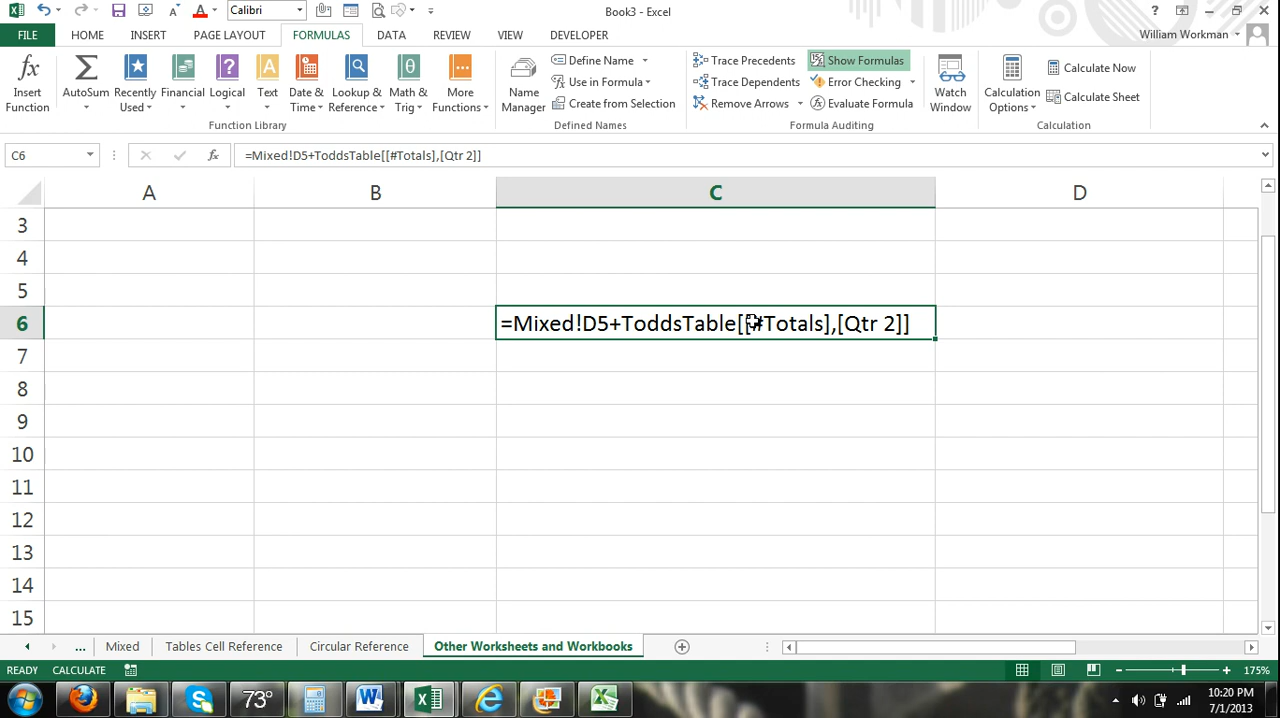 Calibri
Book3 - Excel
?
FILE HOME INSERT PAGE LAYOUT FORMULAS DATA REVIEW VIEW DEVELOPER
William Workman
fx Insert Function
Σ AutoSum
Recently Used
Financial
Logical
Text
Date & Time
Lookup & Reference
Math & Trig
More Functions
Function Library
Name Manager
Define Name
Use in Formula
Create from Selection
Defined Names
Trace Precedents
Trace Dependents
Remove Arrows
Show Formulas
Error Checking
Evaluate Formula
Formula Auditing
Watch Window
Calculation Options
Calculate Now
Calculate Sheet
Calculation
C6 fx =Mixed!D5+ToddsTable[[#Totals],[Qtr 2]]
A B C D
3
4
5
6 =Mixed!D5+ToddsTable[[#Totals],[Qtr 2]]
7
8
9
10
11
12
13
14
15
... Mixed Tables Cell Reference Circular Reference Other Worksheets and Workbooks
READY CALCULATE 175%
73°
10:20 PM
7/1/2013